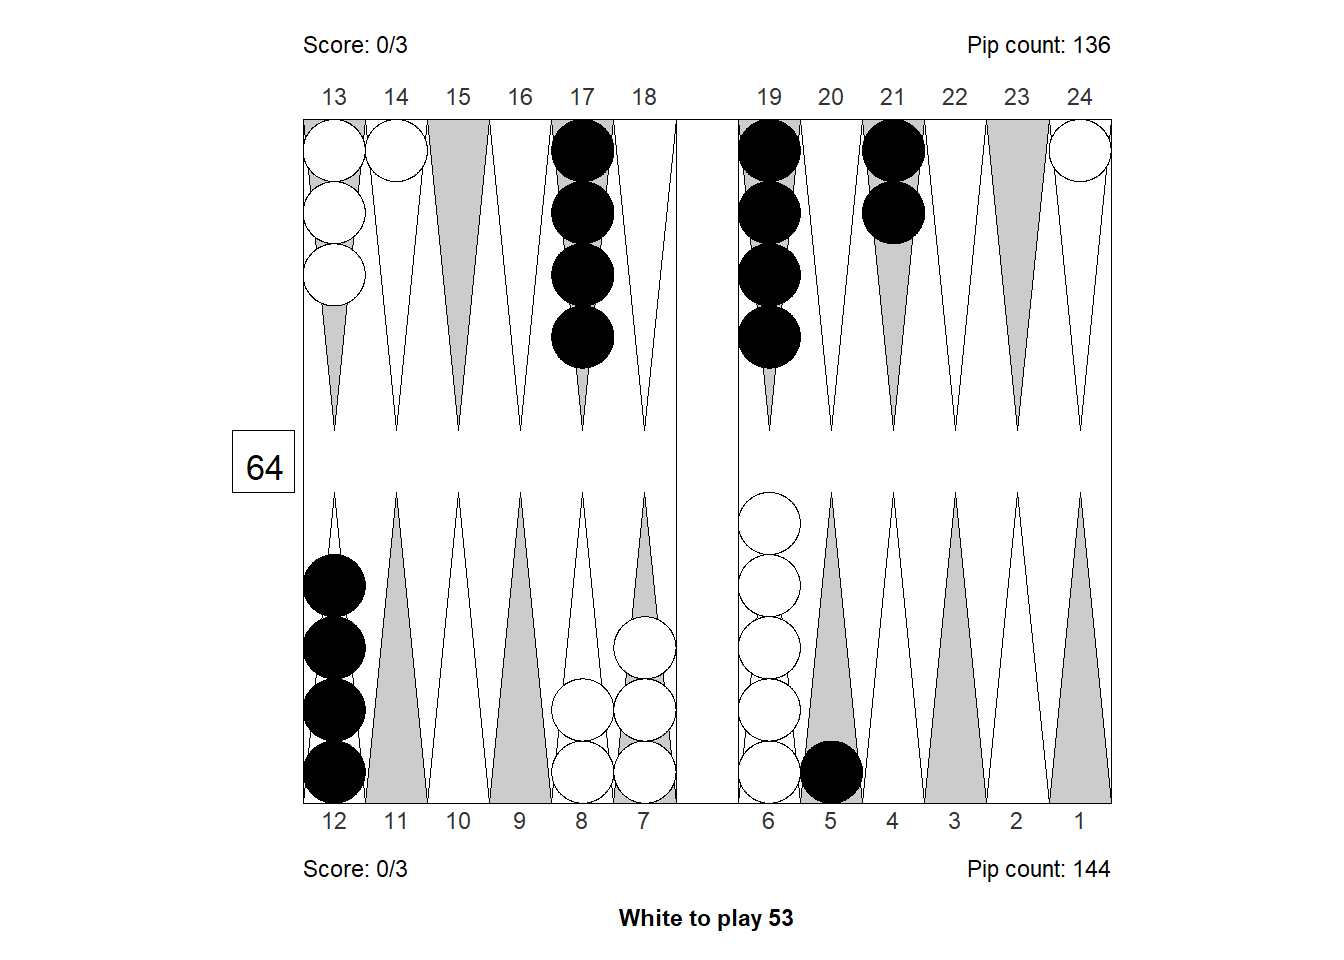 Score: 0/3 Pip count: 136
13 14 15 16 17 18 19 20 21 22 23 24
64
12 11 10 9 8 7 6 5 4 3 2 1
Score: 0/3 Pip count: 144
White to play 53